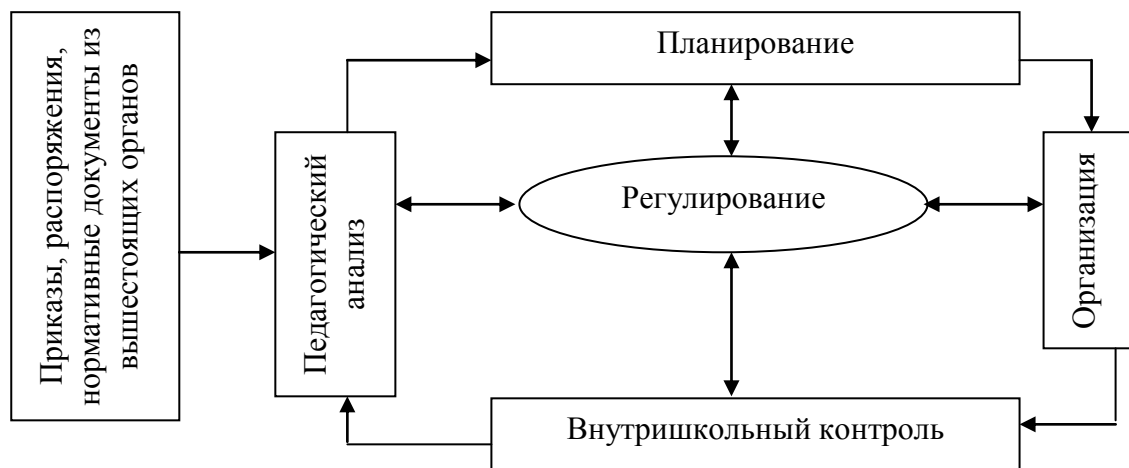 Приказы, распоряжения,
нормативные документы из
вышестоящих органов
Педагогический
анализ
Планирование
Регулирование
Организация
Внутришкольный контроль